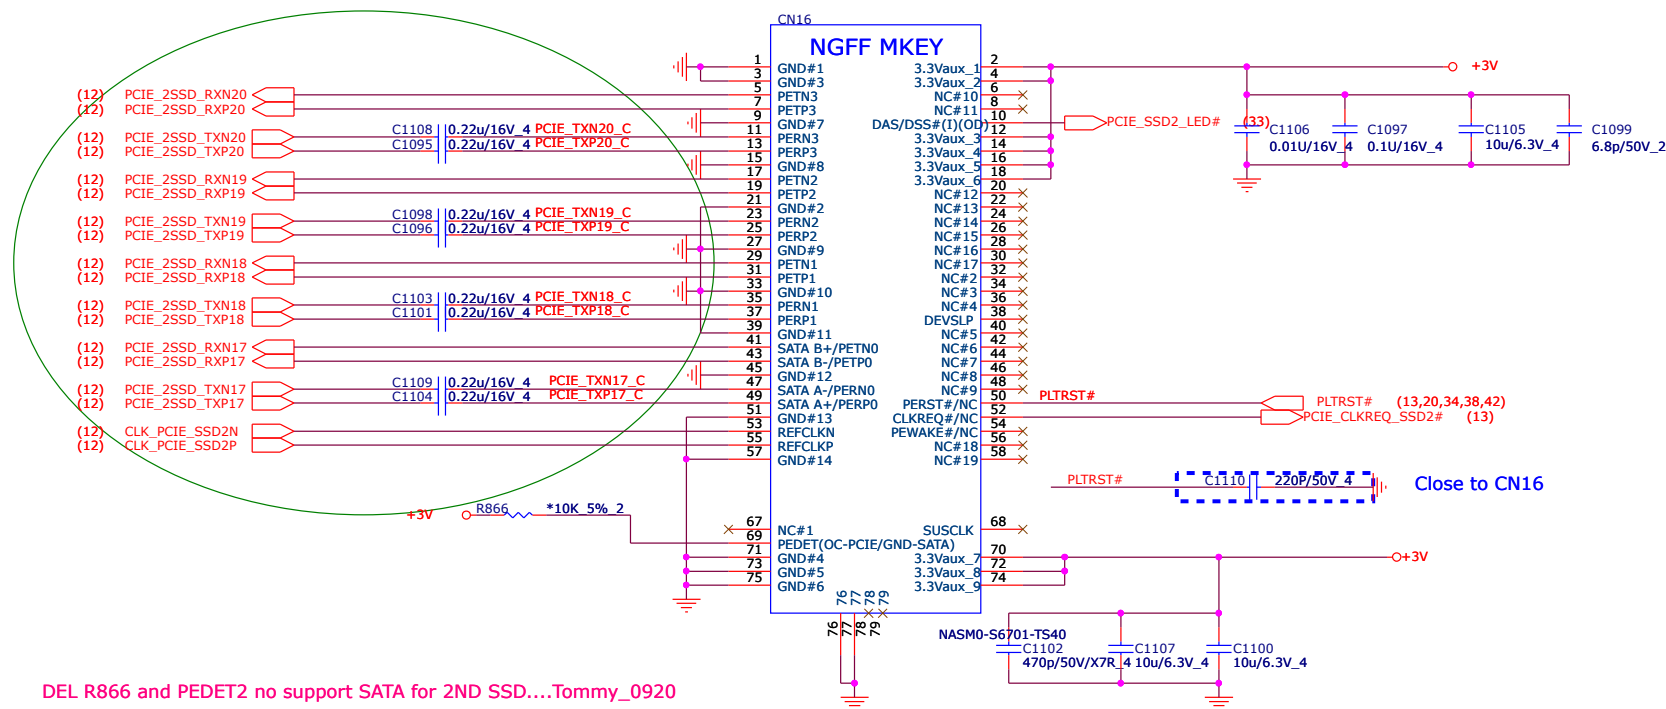 CN16
NGFF MKEY
1 GND#1
3 GND#3
(12) PCIE_2SSD_RXN20 5 PETN3
(12) PCIE_2SSD_RXP20 7 PETP3
9 GND#7
(12) PCIE_2SSD_TXN20 C1108 0.22u/16V_4 PCIE_TXN20_C 11 PERN3
(12) PCIE_2SSD_TXP20 C1095 0.22u/16V_4 PCIE_TXP20_C 13 PERP3
15 GND#8
(12) PCIE_2SSD_RXN19 17 PETN2
(12) PCIE_2SSD_RXP19 19 PETP2
21 GND#2
(12) PCIE_2SSD_TXN19 C1098 0.22u/16V_4 PCIE_TXN19_C 23 PERN2
(12) PCIE_2SSD_TXP19 C1096 0.22u/16V_4 PCIE_TXP19_C 25 PERP2
27 GND#9
(12) PCIE_2SSD_RXN18 29 PETN1
(12) PCIE_2SSD_RXP18 31 PETP1
33 GND#10
(12) PCIE_2SSD_TXN18 C1103 0.22u/16V_4 PCIE_TXN18_C 35 PERN1
(12) PCIE_2SSD_TXP18 C1101 0.22u/16V_4 PCIE_TXP18_C 37 PERP1
39 GND#11
(12) PCIE_2SSD_RXN17 41 SATA B+/PETN0
(12) PCIE_2SSD_RXP17 43 SATA B-/PETP0
45 GND#12
(12) PCIE_2SSD_TXN17 C1109 0.22u/16V_4 PCIE_TXN17_C 47 SATA A-/PERN0
(12) PCIE_2SSD_TXP17 C1104 0.22u/16V_4 PCIE_TXP17_C 49 SATA A+/PERP0
51 GND#13
(12) CLK_PCIE_SSD2N 53 REFCLKN
(12) CLK_PCIE_SSD2P 55 REFCLKP
57 GND#14
+3V R866 *10K_5%_2
67 NC#1
69 PEDET(OC-PCIE/GND-SATA)
71 GND#4
73 GND#5
75 GND#6
3.3Vaux_1 2 +3V
3.3Vaux_2 4
NC#10 6
NC#11 8
DAS/DSS#(I)(OD) 10 PCIE_SSD2_LED# (33)
3.3Vaux_3 12
3.3Vaux_4 14
3.3Vaux_5 16
3.3Vaux_6 18
C1106 0.01U/16V_4
C1097 0.1U/16V_4
C1105 10u/6.3V_4
C1099 6.8p/50V_2
NC#12 20
NC#13 22
NC#14 24
NC#15 26
NC#16 28
NC#17 30
NC#2 32
NC#3 34
NC#4 36
DEVSLP 38
NC#5 40
NC#6 42
NC#7 44
NC#8 46
NC#9 48
PERST#/NC 50 PLTRST# PLTRST# (13,20,34,38,42)
CLKREQ#/NC 52 PCIE_CLKREQ_SSD2# (13)
PEWAKE#/NC 54
NC#18 56
NC#19 58
PLTRST# C1110 220P/50V_4 Close to CN16
SUSCLK 68
3.3Vaux_7 70 +3V
3.3Vaux_8 72
3.3Vaux_9 74
76 77 78 79
76 77 78 79
NASM0-S6701-TS40
C1102 470p/50V/X7R_4
C1107 10u/6.3V_4
C1100 10u/6.3V_4
DEL R866 and PEDET2 no support SATA for 2ND SSD....Tommy_0920